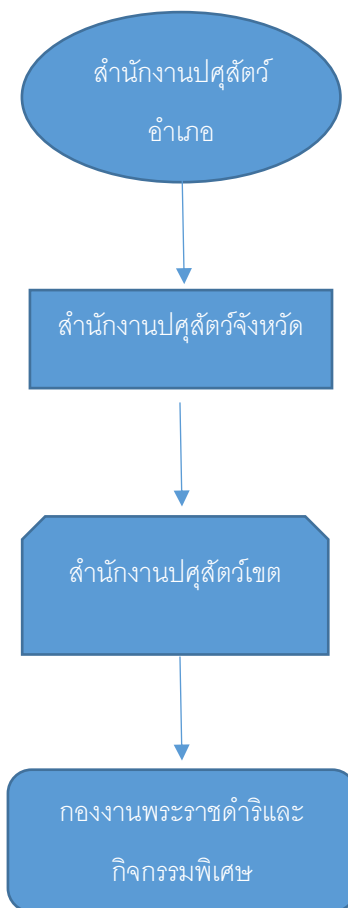 สำนักงานปศุสัตว์
อำเภอ
สำนักงานปศุสัตว์จังหวัด
สำนักงานปศุสัตว์เขต
กองงานพระราชดำริและ
กิจกรรมพิเศษ